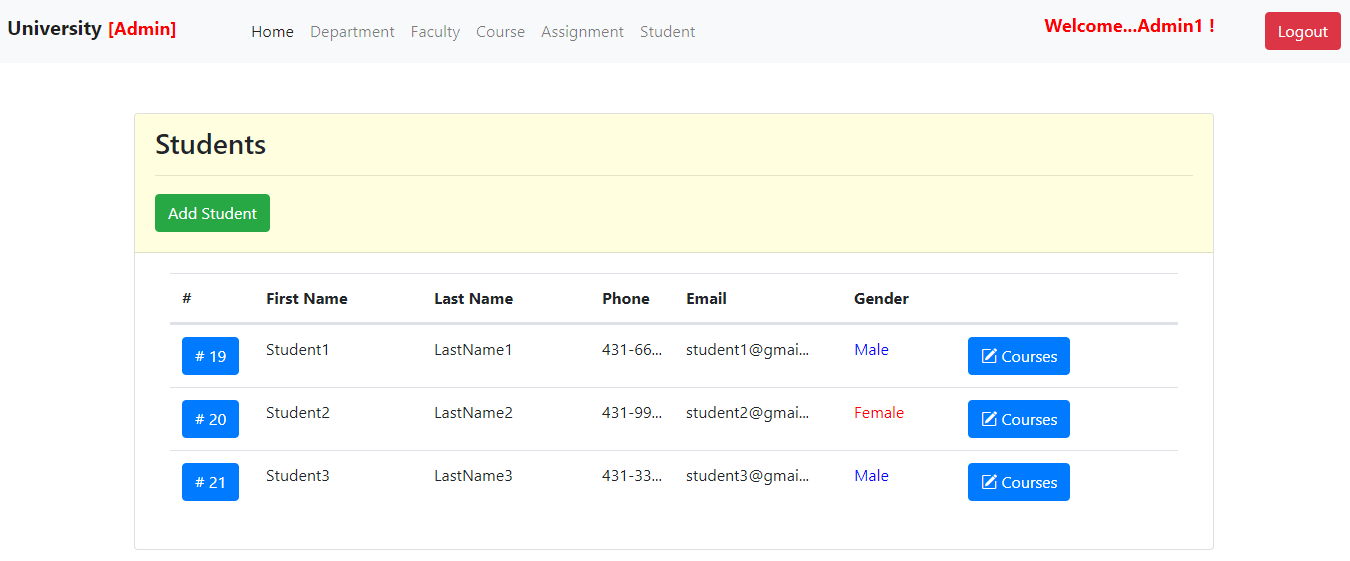 University [Admin] Home Department Faculty Course Assignment Student Welcome...Admin1 ! Logout
Students
Add Student
# First Name Last Name Phone Email Gender
# 19 Student1 LastName1 431-66... student1@gmai... Male Courses
# 20 Student2 LastName2 431-99... student2@gmai... Female Courses
# 21 Student3 LastName3 431-33... student3@gmai... Male Courses